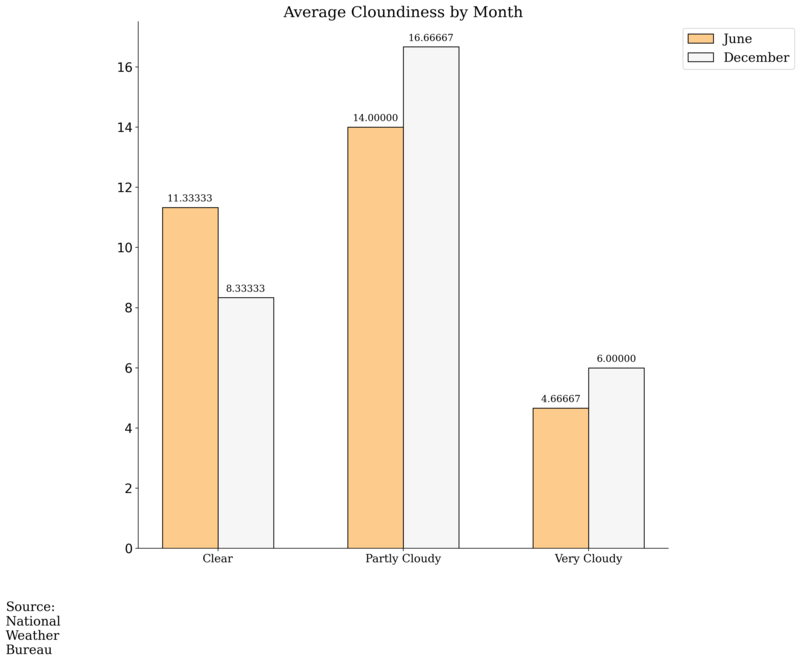 Average Cloundiness by Month
June
December
16.66667
14.00000
11.33333
8.33333
6.00000
4.66667
16
14
12
10
8
6
4
2
0
Clear
Partly Cloudy
Very Cloudy
Source:
National
Weather
Bureau